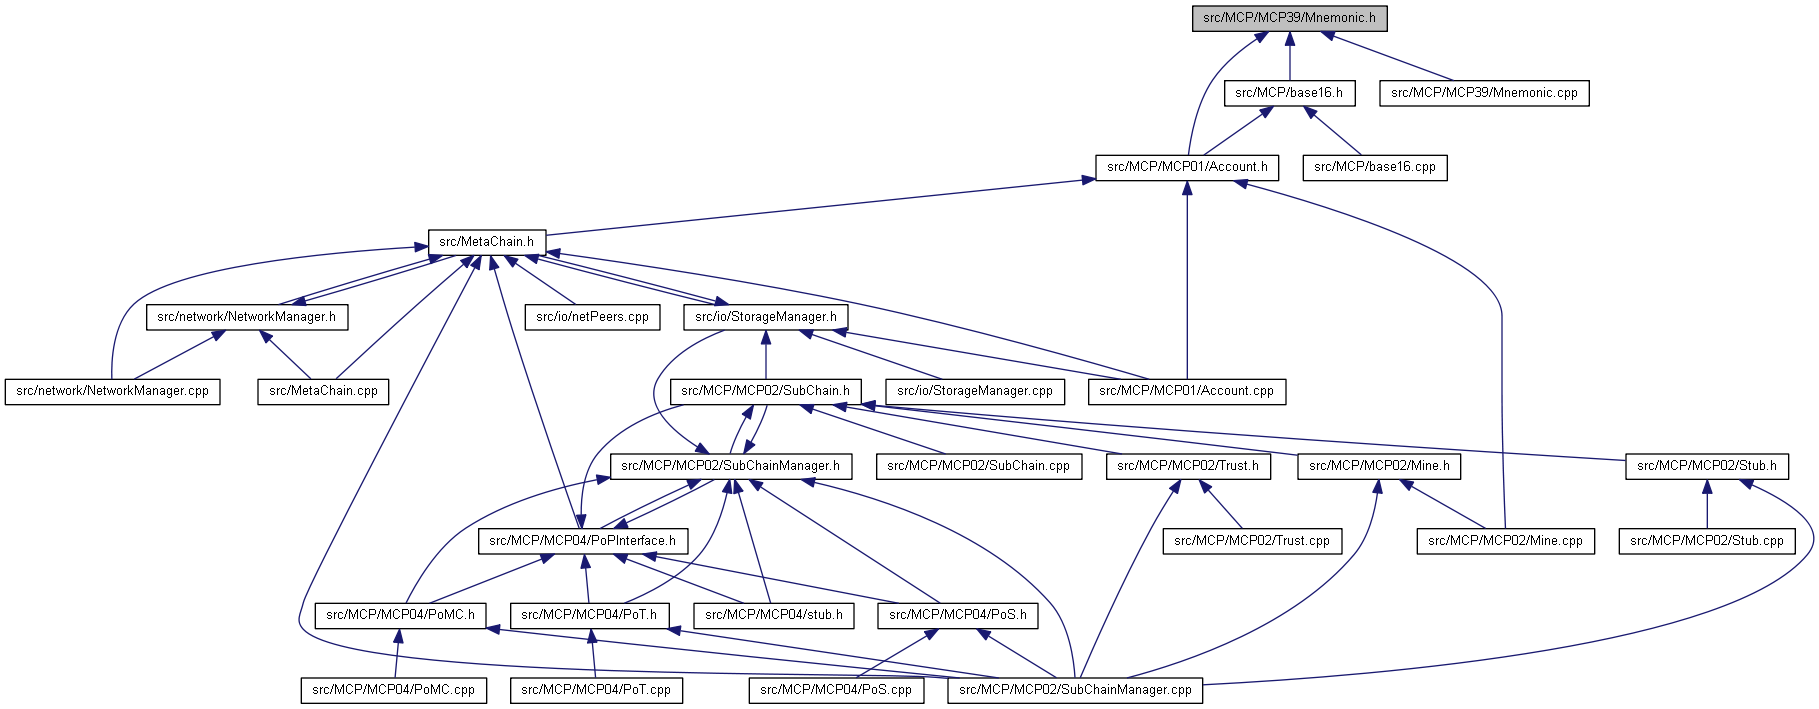 src/MCP/MCP39/Mnemonic.h
src/MCP/base16.h
src/MCP/MCP39/Mnemonic.cpp
src/MCP/MCP01/Account.h
src/MCP/base16.cpp
src/MetaChain.h
src/network/NetworkManager.h
src/io/netPeers.cpp
src/io/StorageManager.h
src/network/NetworkManager.cpp
src/MetaChain.cpp
src/MCP/MCP02/SubChain.h
src/io/StorageManager.cpp
src/MCP/MCP01/Account.cpp
src/MCP/MCP02/SubChainManager.h
src/MCP/MCP02/SubChain.cpp
src/MCP/MCP02/Trust.h
src/MCP/MCP02/Mine.h
src/MCP/MCP02/Stub.h
src/MCP/MCP04/PoPInterface.h
src/MCP/MCP02/Trust.cpp
src/MCP/MCP02/Mine.cpp
src/MCP/MCP02/Stub.cpp
src/MCP/MCP04/PoMC.h
src/MCP/MCP04/PoT.h
src/MCP/MCP04/stub.h
src/MCP/MCP04/PoS.h
src/MCP/MCP04/PoMC.cpp
src/MCP/MCP04/PoT.cpp
src/MCP/MCP04/PoS.cpp
src/MCP/MCP02/SubChainManager.cpp